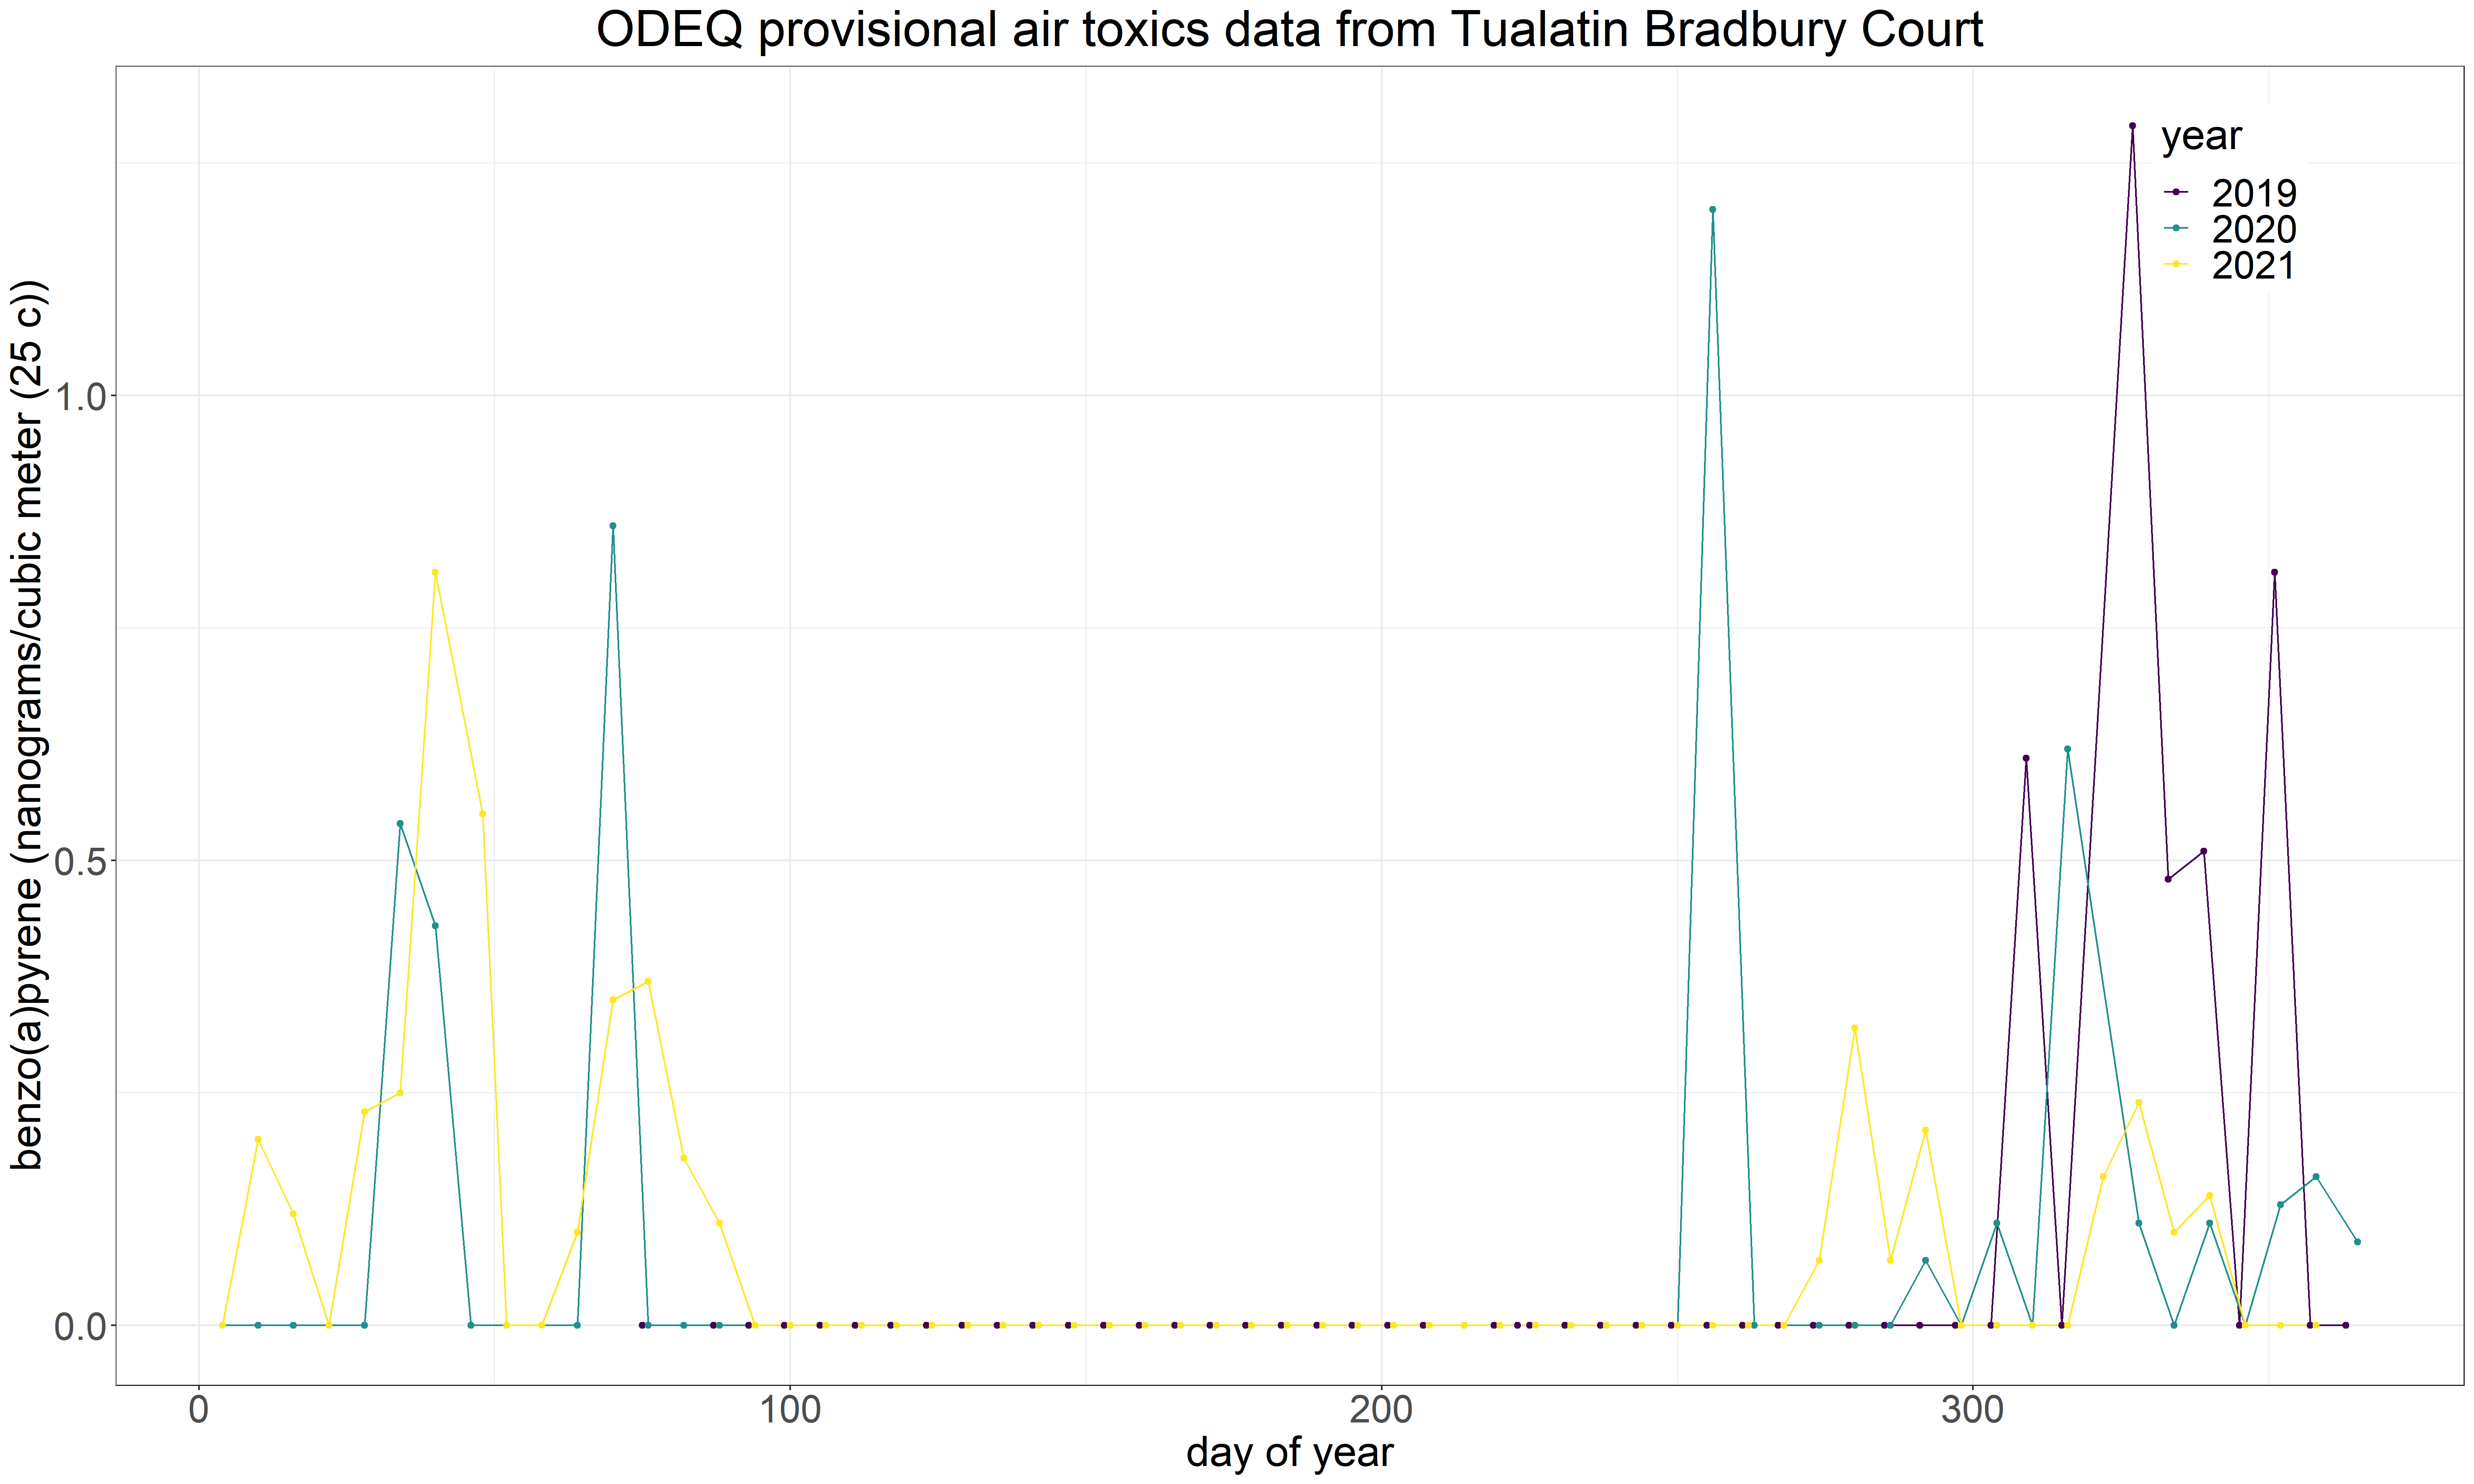 ODEQ provisional air toxics data from Tualatin Bradbury Court
benzo(a)pyrene (nanograms/cubic meter (25 c))
1.0
0.5
0.0
year
2019
2020
2021
0 100 200 300
day of year